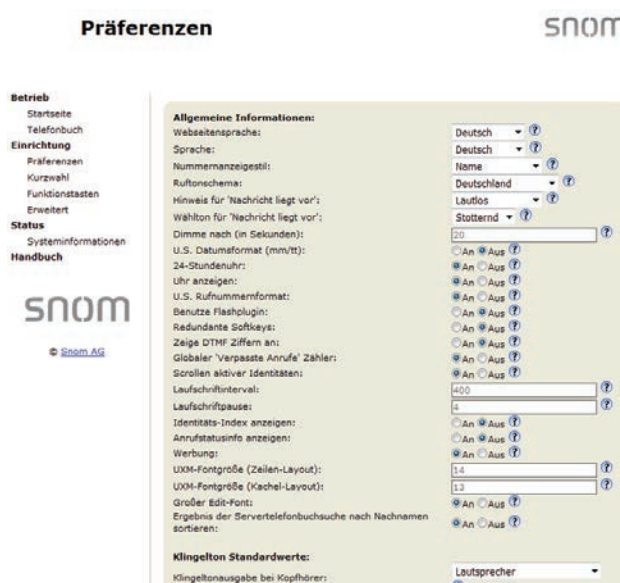 Präferenzen
snom
Betrieb
Startseite
Telefonbuch
Einrichtung
Präferenzen
Kurzwahl
Funktionstasten
Erweitert
Status
Systeminformationen
Handbuch
snom
© Snom AG
Allgemeine Informationen:
Webseitensprache: Deutsch ?
Sprache: Deutsch ?
Nummernanzeigestil: Name ?
Ruftonschema: Deutschland ?
Hinweis für 'Nachricht liegt vor': Lautlos ?
Wählton für 'Nachricht liegt vor': Stotternd ?
Dimme nach (in Sekunden): 20 ?
U.S. Datumsformat (mm/tt): An Aus ?
24-Stundenuhr: An Aus ?
Uhr anzeigen: An Aus ?
U.S. Rufnummernformat: An Aus ?
Benutze Flashplugin: An Aus ?
Redundante Softkeys: An Aus ?
Zeige DTMF Ziffern an: An Aus ?
Globaler 'Verpasste Anrufe' Zähler: An Aus ?
Scrollen aktiver Identitäten: An Aus ?
Laufschriftinterval: 400 ?
Laufschriftpause: 4 ?
Identitäts-Index anzeigen: An Aus ?
Anrufstatusinfo anzeigen: An Aus ?
Werbung: An Aus ?
UXM-Fontgröße (Zeilen-Layout): 14 ?
UXM-Fontgröße (Kachel-Layout): 13 ?
Großer Edit-Font: An Aus ?
Ergebnis der Servertelefonbuchsuche nach Nachnamen
sortieren: An Aus ?
Klingelton Standardwerte:
Klingeltonausgabe bei Kopfhörer: Lautsprecher